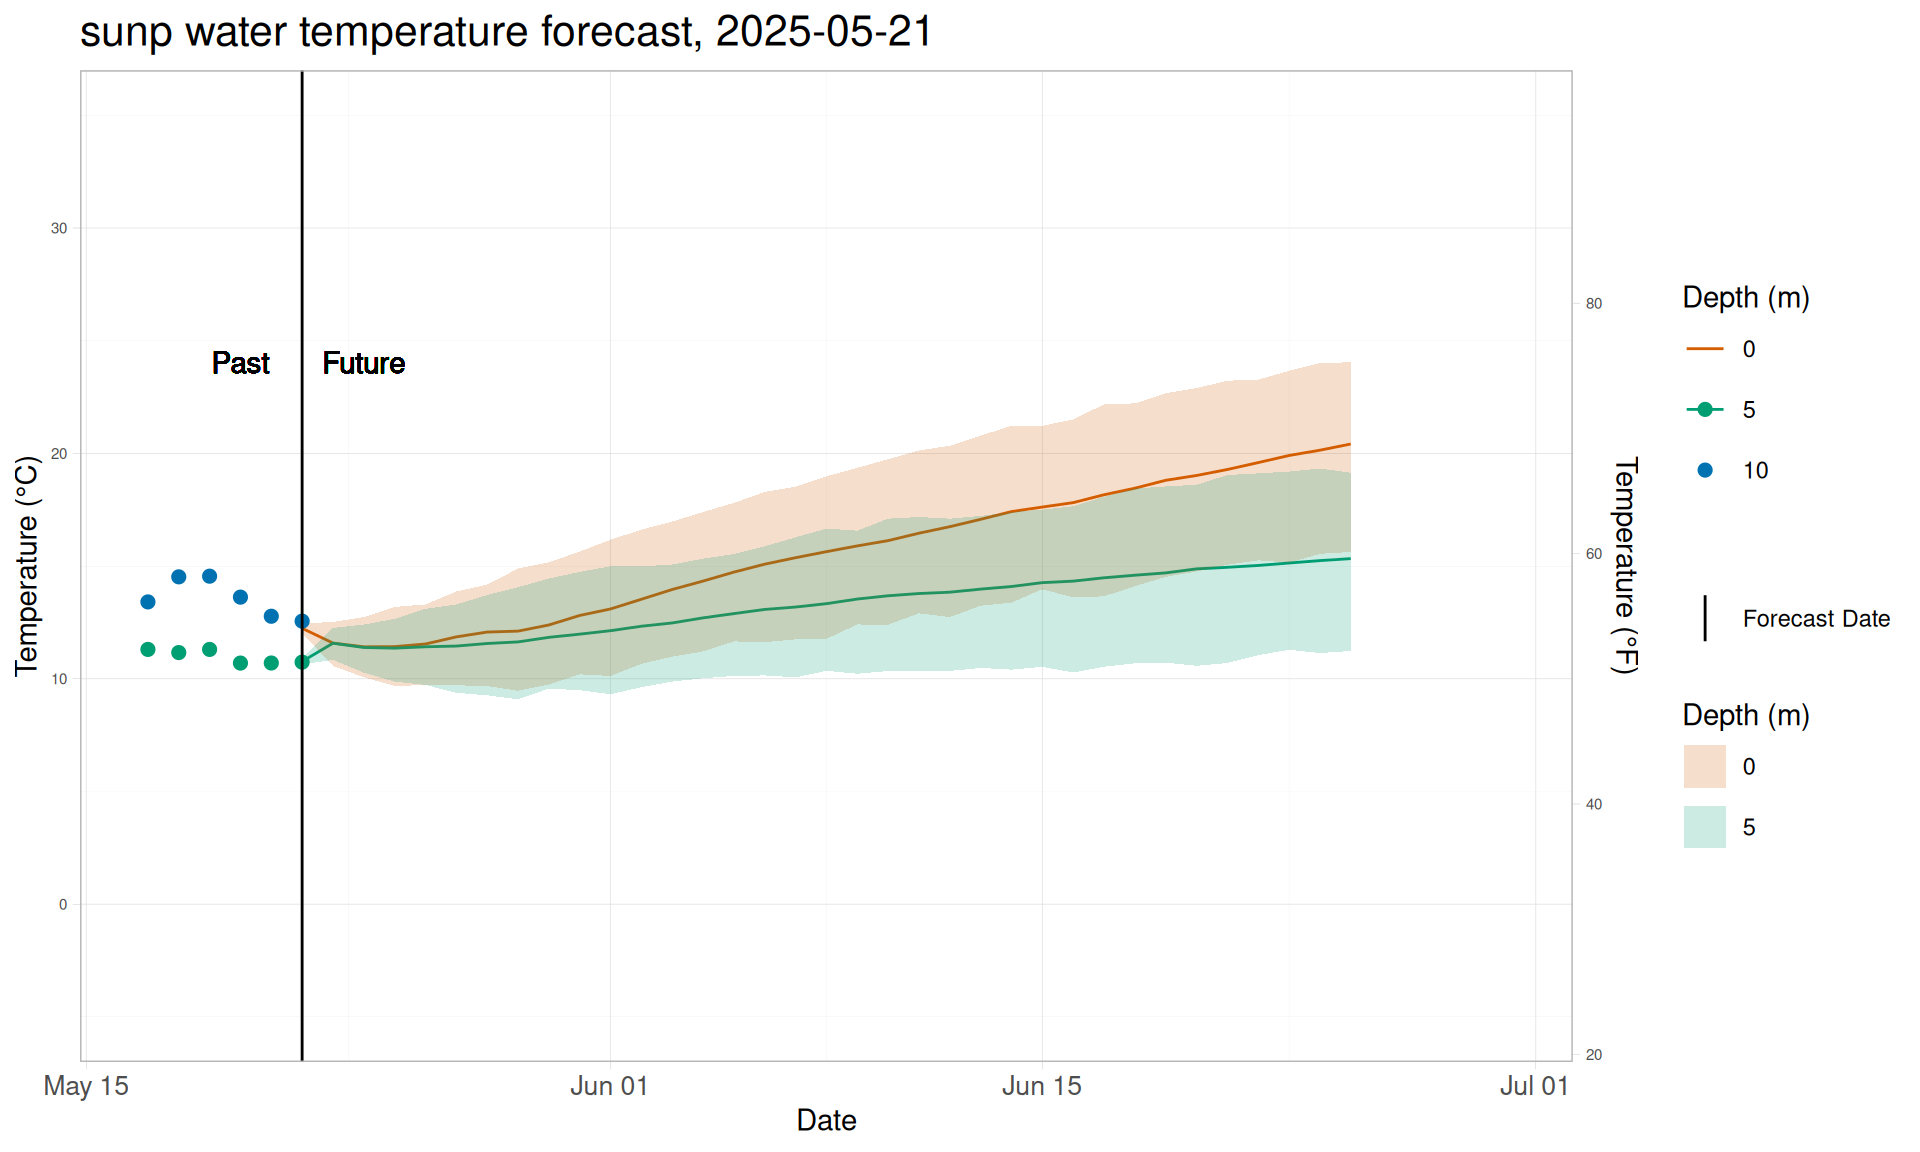 sunp water temperature forecast, 2025-05-21
30
20
10
0
Temperature (°C)
Past
Future
80
60
40
20
Temperature (°F)
May 15
Jun 01
Jun 15
Jul 01
Date
Depth (m)
0
5
10
Forecast Date
Depth (m)
0
5